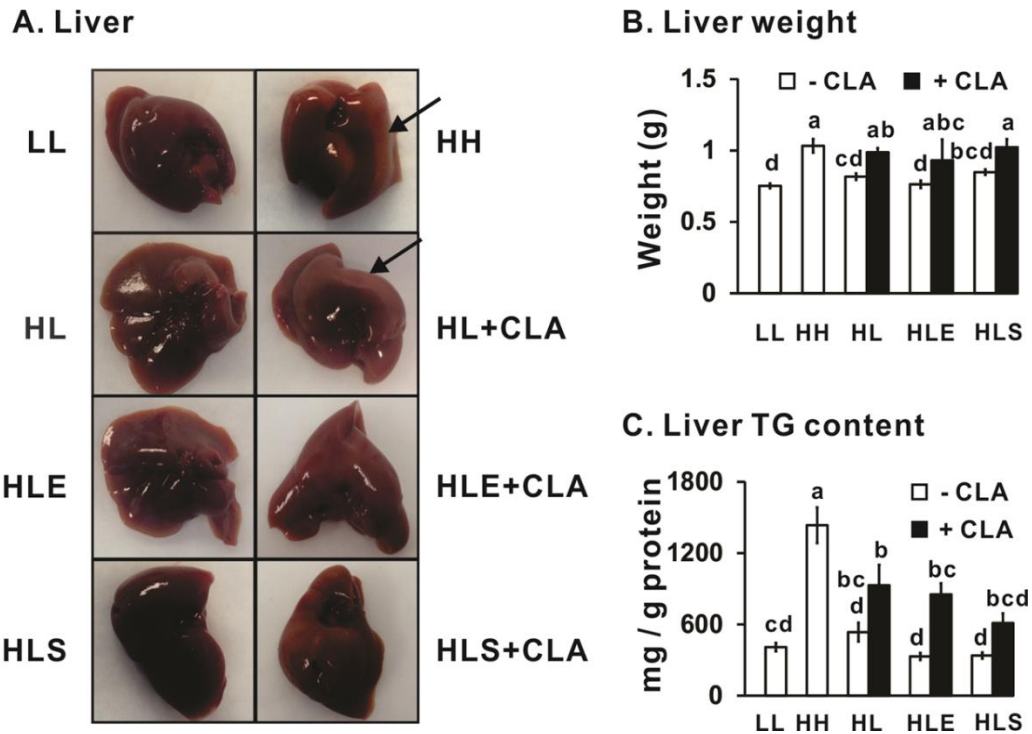 A. Liver
LL
HH
HL
HL+CLA
HLE
HLE+CLA
HLS
HLS+CLA
B. Liver weight
1.5
1
0.5
0
Weight (g)
- CLA + CLA
d a cd ab d abc bcd a
LL HH HL HLE HLS
C. Liver TG content
1800
1200
600
0
mg / g protein
- CLA
+ CLA
cd a bc d b d bc d bcd
LL HH HL HLE HLS